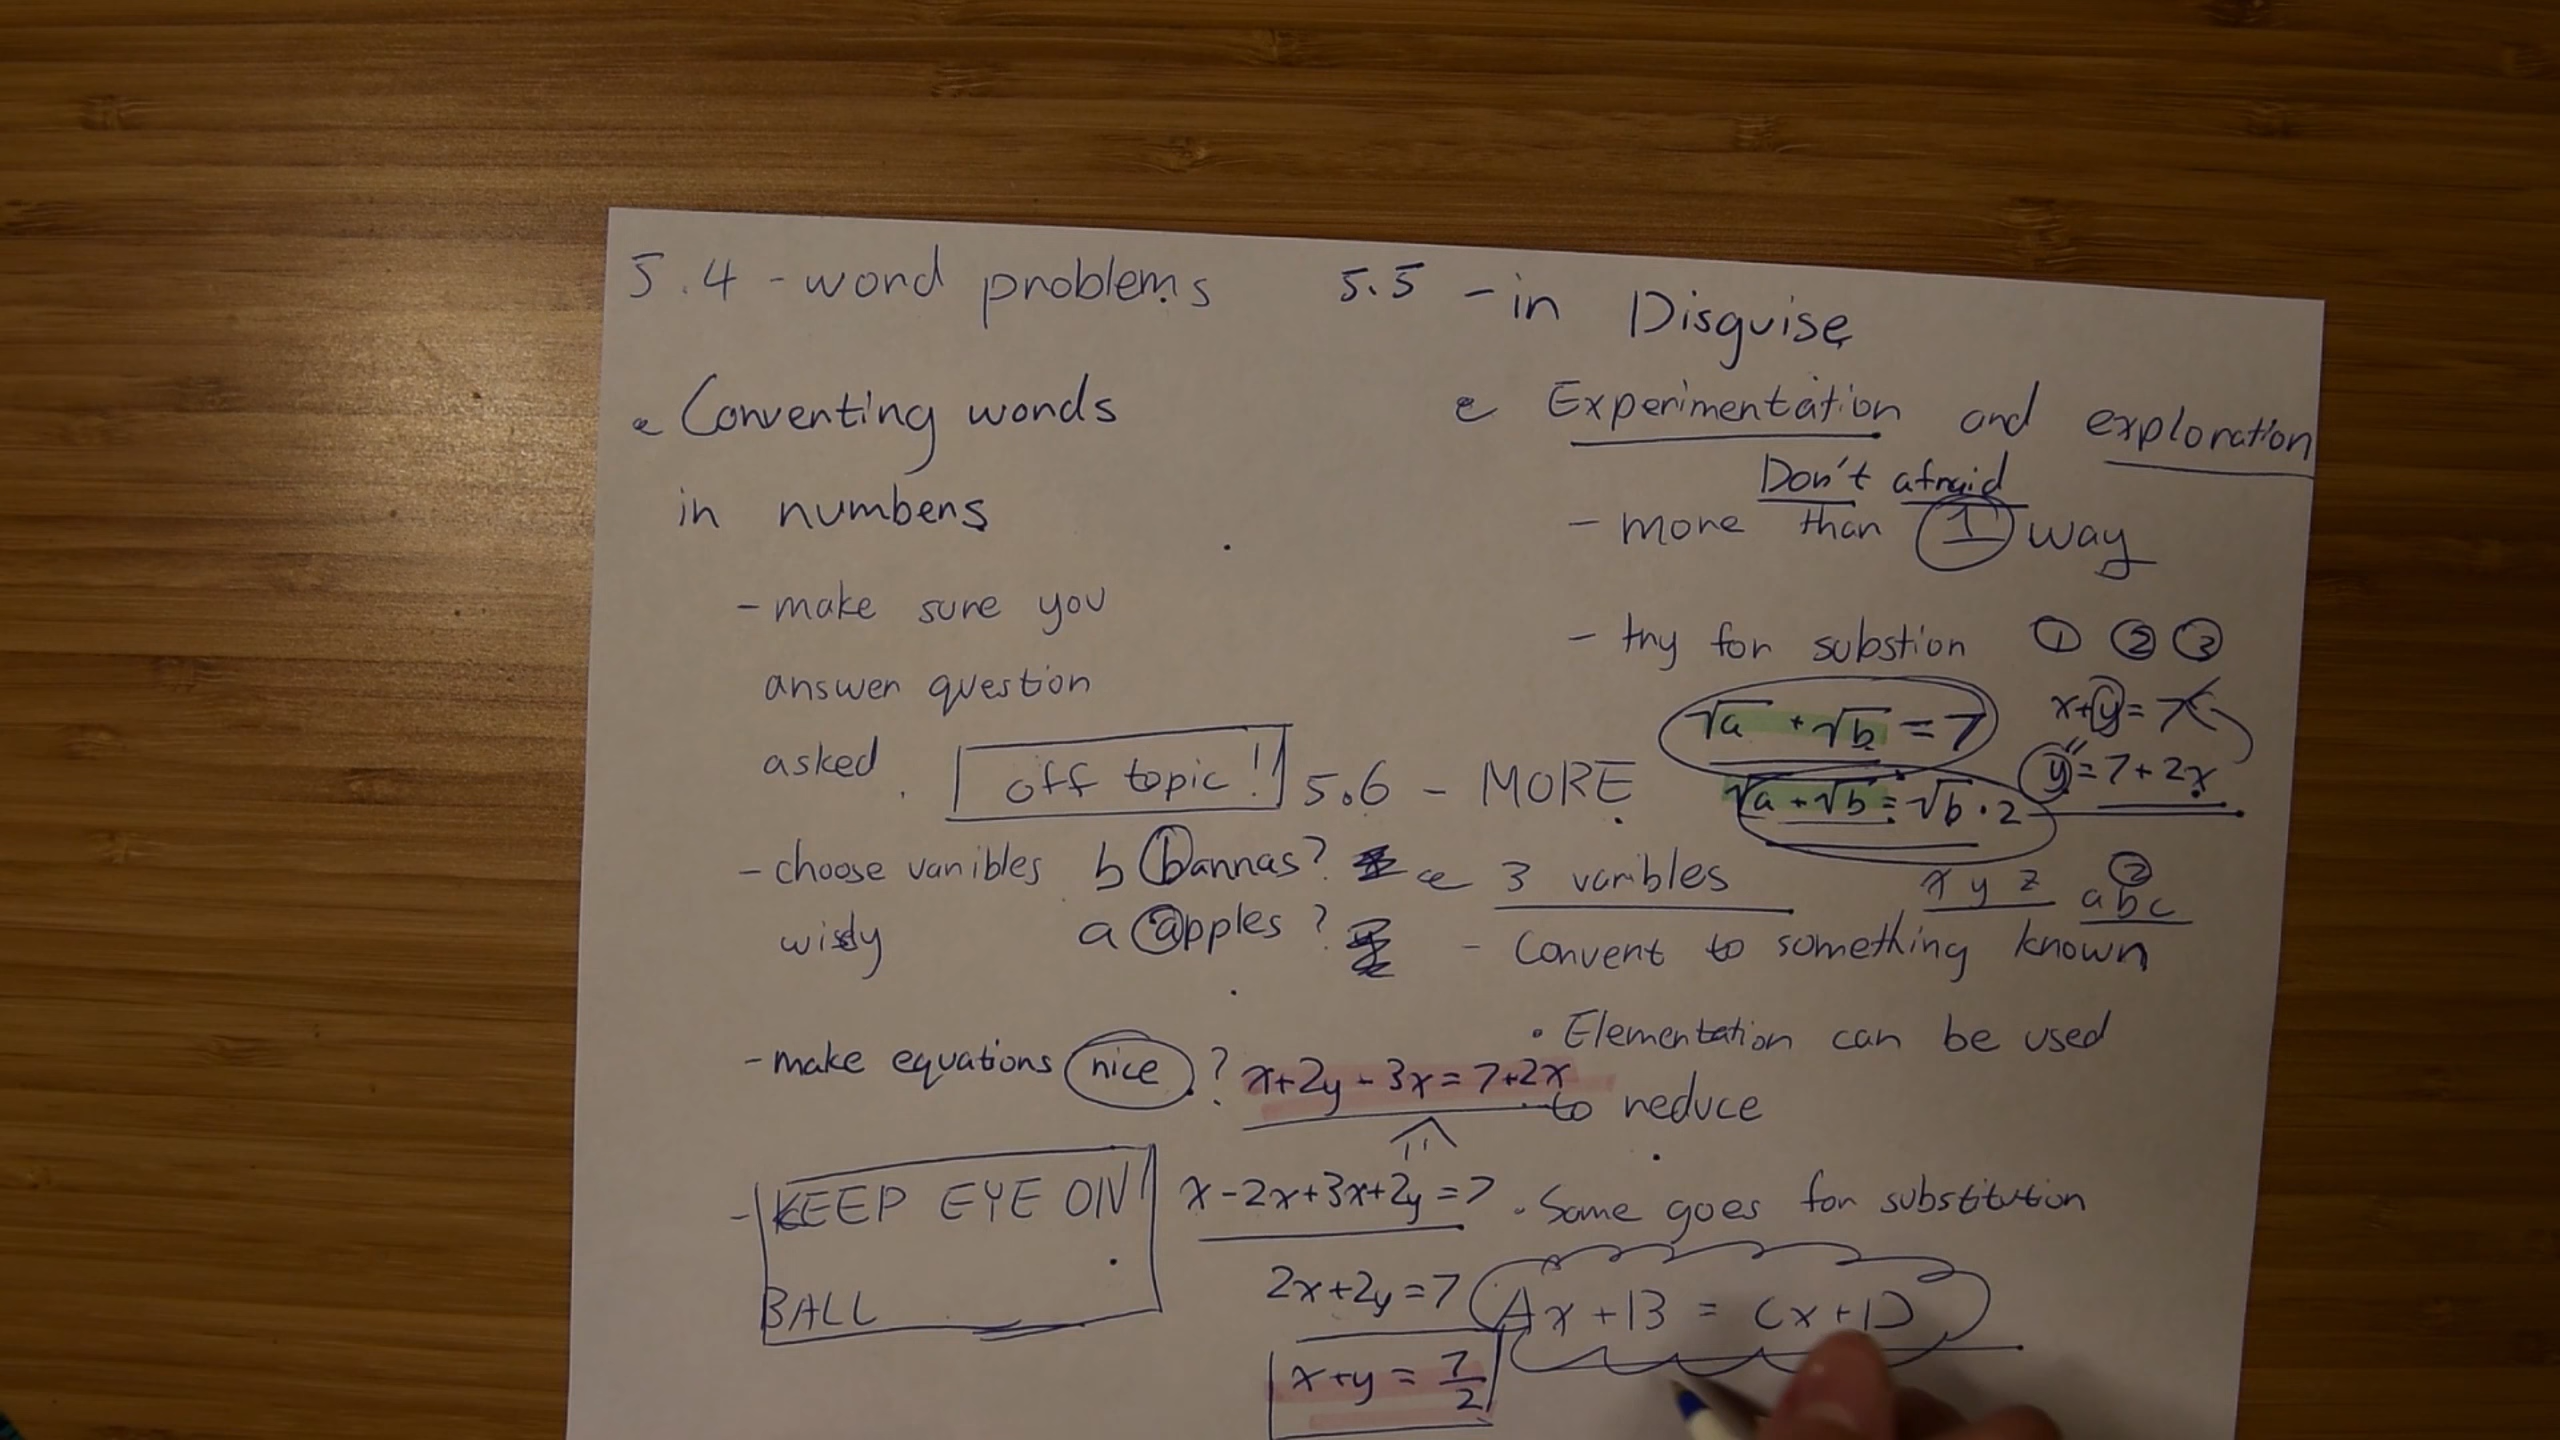 5.4 - word problems
• Converting words
in numbers
- make sure you
answer question
asked.
off topic!!
- choose varibles
wisely
b bannas?
a apples?
- make equations nice.?
x+2y-3x=7+2x
x-2x+3x+2y=7
2x+2y=7
x+y=7/2
- KEEP EYE ON
BALL
5.5 - in Disguise
• Experimentation and exploration
Don't afraid
- more than 1 way
- try for substion ① ② ③
√a + √b = 7
√a + √b = √b · 2
x+y=7
y=7+2x
5.6 - MORE
• 3 varibles
x y z
②
a b c
- Convert to something known
• Elementation can be used
to reduce
• Same goes for substitution
Ax+B = Cx+D